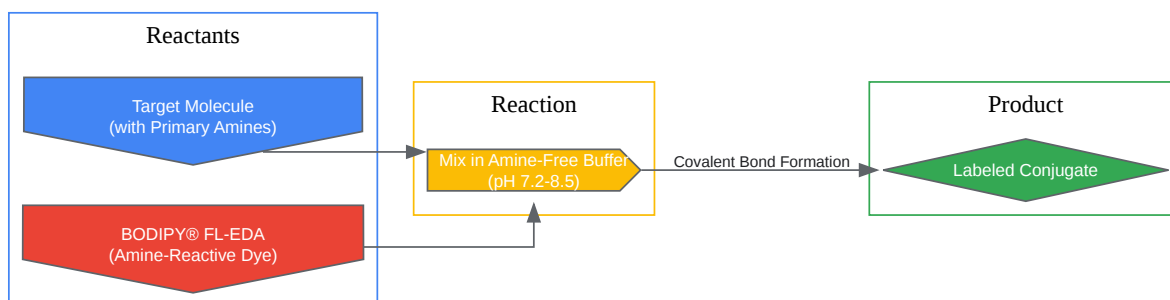 Reactants
Target Molecule
(with Primary Amines)
BODIPY® FL-EDA
(Amine-Reactive Dye)
Reaction
Mix in Amine-Free Buffer
(pH 7.2-8.5)
Covalent Bond Formation
Product
Labeled Conjugate